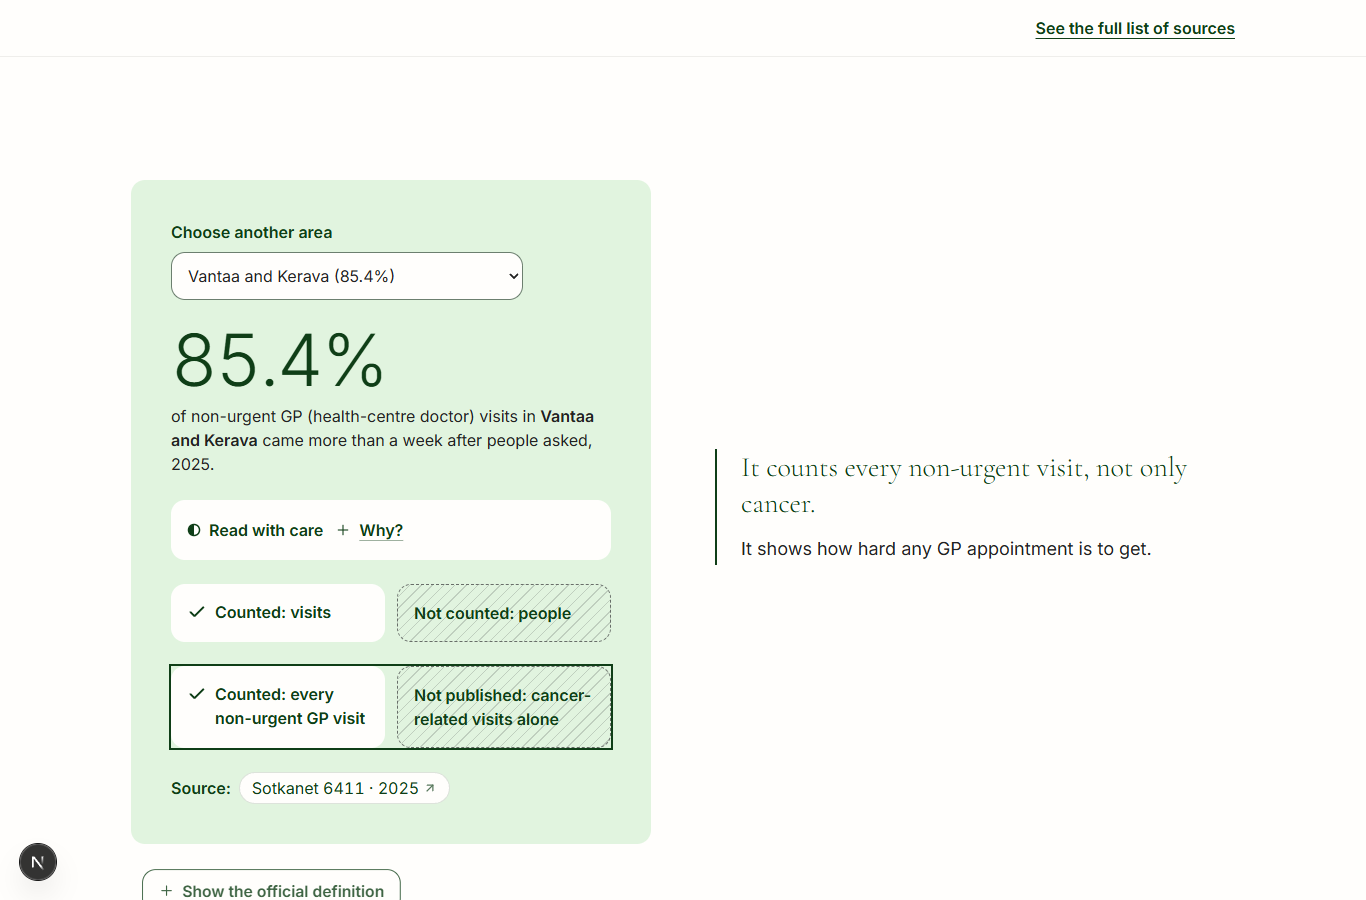 See the full list of sources
Choose another area
Vantaa and Kerava (85.4%)
85.4%
of non-urgent GP (health-centre doctor) visits in Vantaa
and Kerava came more than a week after people asked,
2025.
Read with care + Why?
Counted: visits
Not counted: people
Counted: every
non-urgent GP visit
Not published: cancer-
related visits alone
Source: Sotkanet 6411 · 2025 ↗
It counts every non-urgent visit, not only
cancer.
It shows how hard any GP appointment is to get.
N
+ Show the official definition